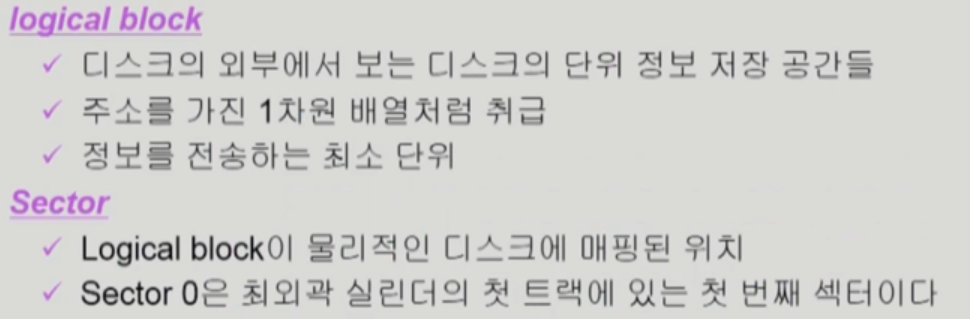 logical block
✓ 디스크의 외부에서 보는 디스크의 단위 정보 저장 공간들
✓ 주소를 가진 1차원 배열처럼 취급
✓ 정보를 전송하는 최소 단위
Sector
✓ Logical block이 물리적인 디스크에 매핑된 위치
✓ Sector 0은 최외곽 실린더의 첫 트랙에 있는 첫 번째 섹터이다